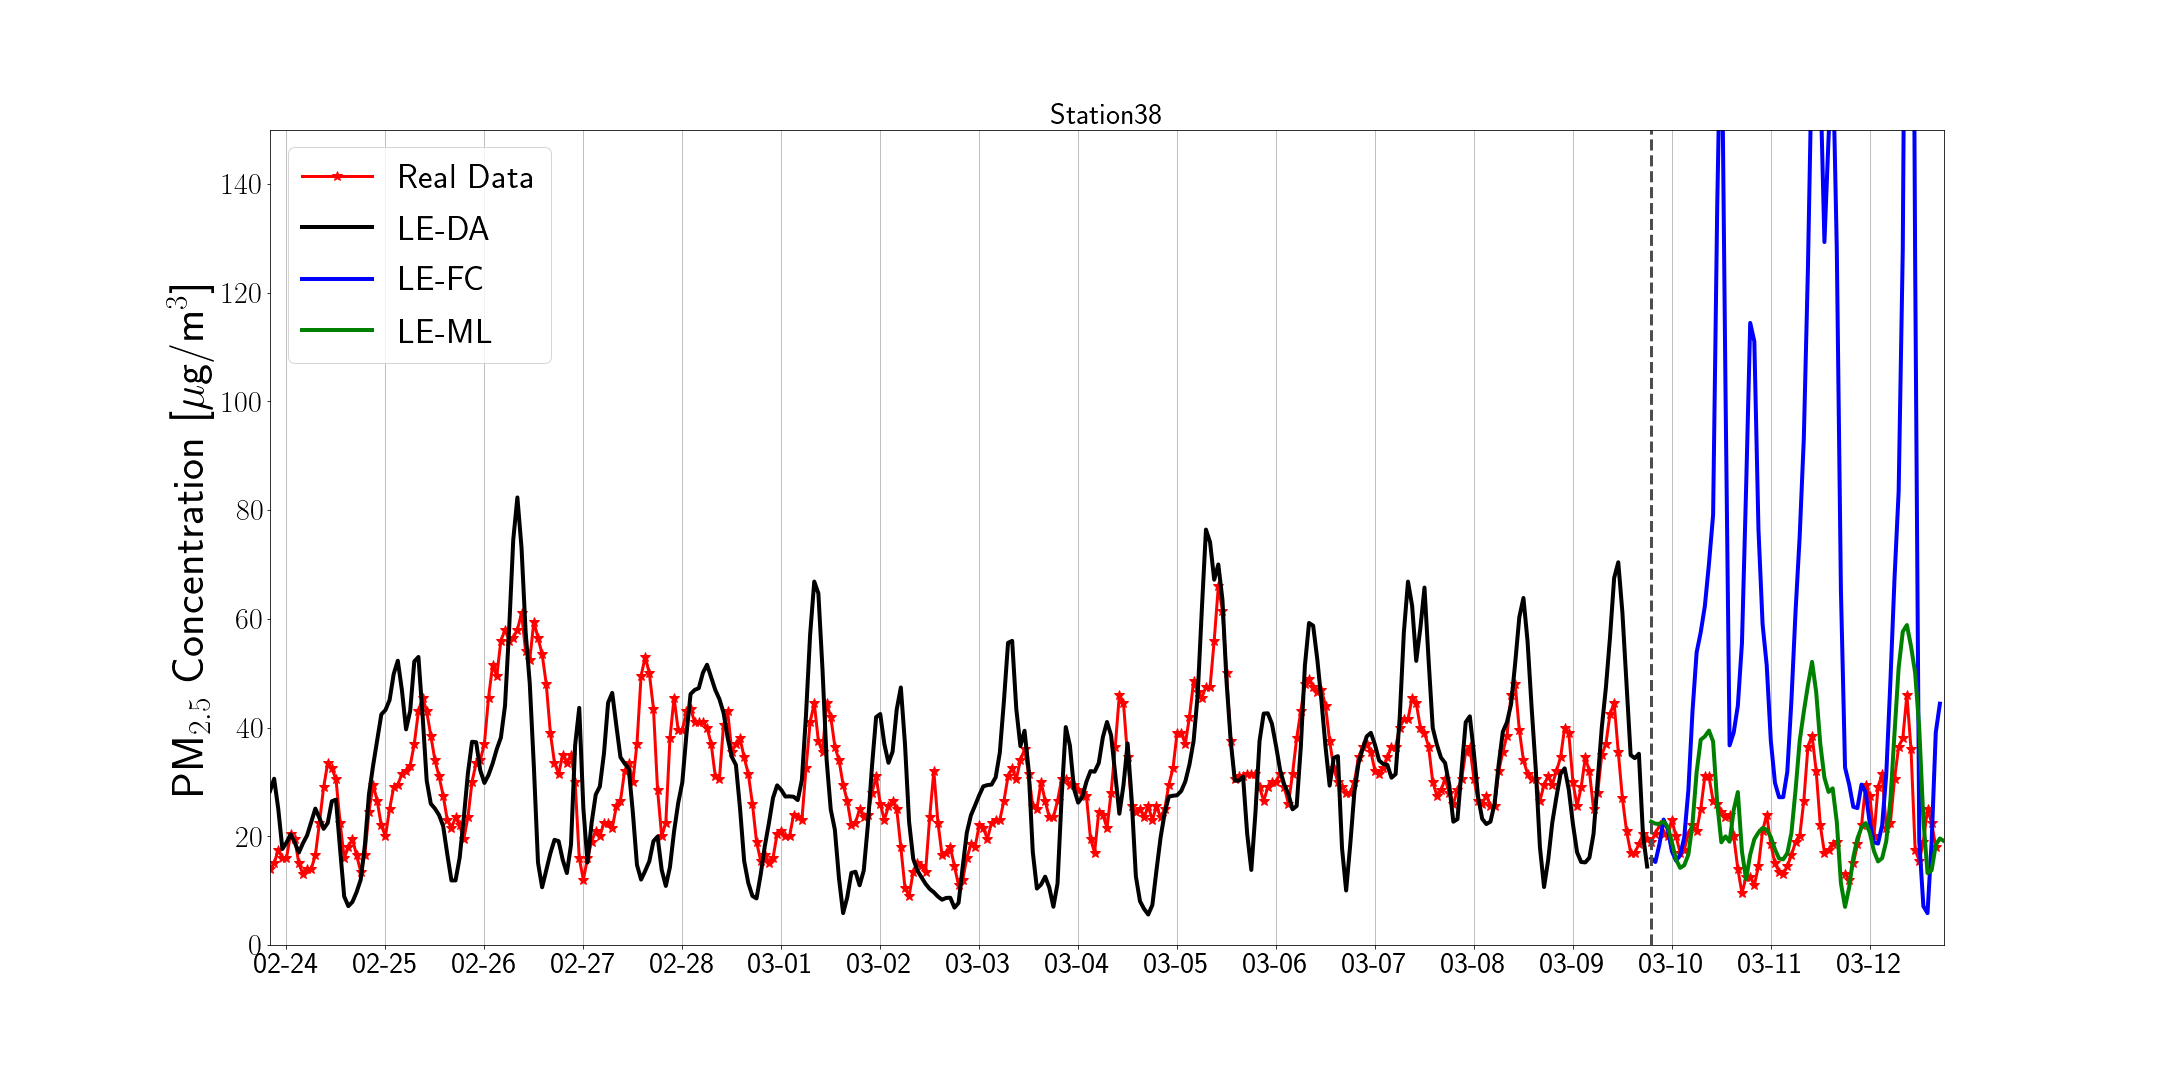 Station38
PM2.5 Concentration [μg/m³]
140
120
100
80
60
40
20
0
Real Data
LE-DA
LE-FC
LE-ML
02-24 02-25 02-26 02-27 02-28 03-01 03-02 03-03 03-04 03-05 03-06 03-07 03-08 03-09 03-10 03-11 03-12